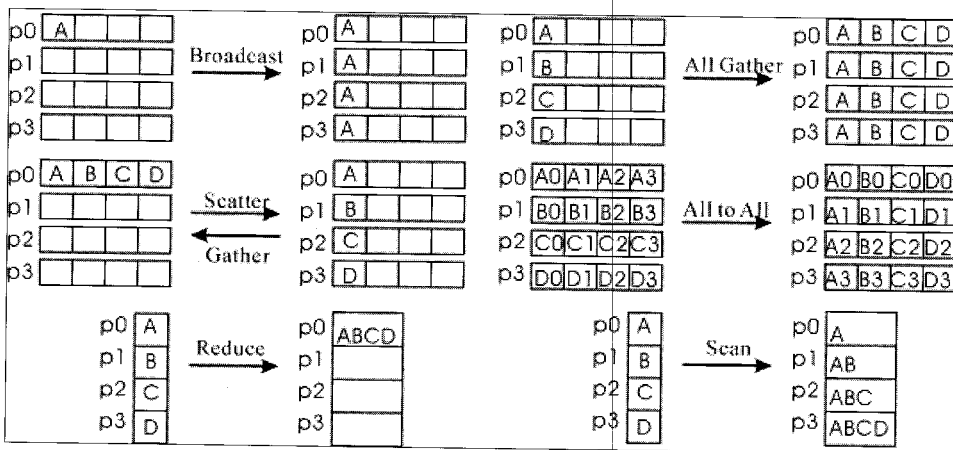 p0 A
p1
p2
p3
Broadcast
p0 A
p1 A
p2 A
p3 A
p0 A
p1 B
p2 C
p3 D
All Gather
p0 A B C D
p1 A B C D
p2 A B C D
p3 A B C D
p0 A B C D
p1
p2
p3
Scatter
Gather
p0 A
p1 B
p2 C
p3 D
p0 A0 A1 A2 A3
p1 B0 B1 B2 B3
p2 C0 C1 C2 C3
p3 D0 D1 D2 D3
All to All
p0 A0 B0 C0 D0
p1 A1 B1 C1 D1
p2 A2 B2 C2 D2
p3 A3 B3 C3 D3
p0 A
p1 B
p2 C
p3 D
Reduce
p0 ABCD
p1
p2
p3
p0 A
p1 B
p2 C
p3 D
Scan
p0 A
p1 AB
p2 ABC
p3 ABCD